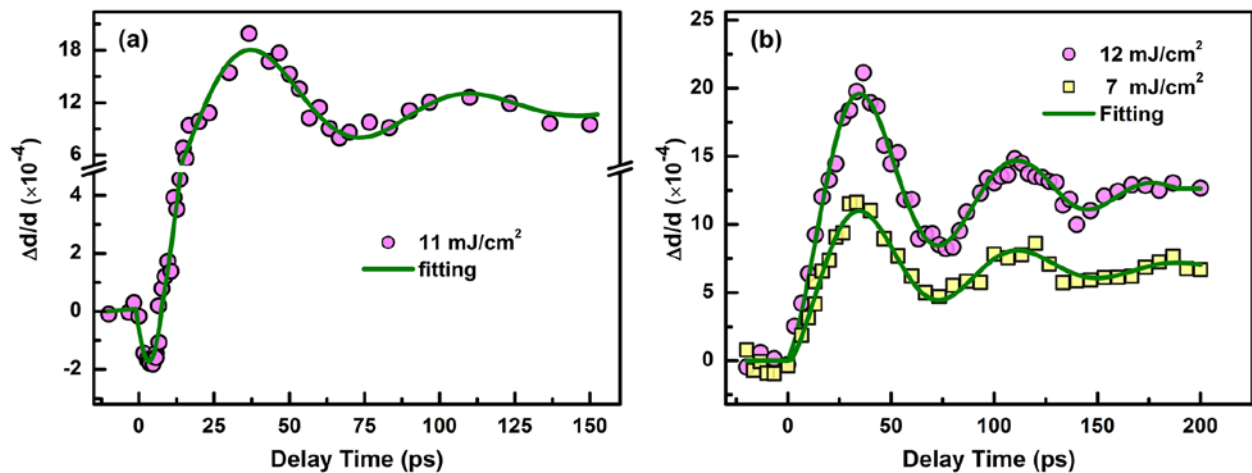 (a)
18
15
12
9
6
4
2
0
-2
Δd/d (×10⁻⁴)
11 mJ/cm²
fitting
0 25 50 75 100 125 150
Delay Time (ps)
(b)
25
20
15
10
5
0
Δd/d (×10⁻⁴)
12 mJ/cm²
7 mJ/cm²
Fitting
0 50 100 150 200
Delay Time (ps)